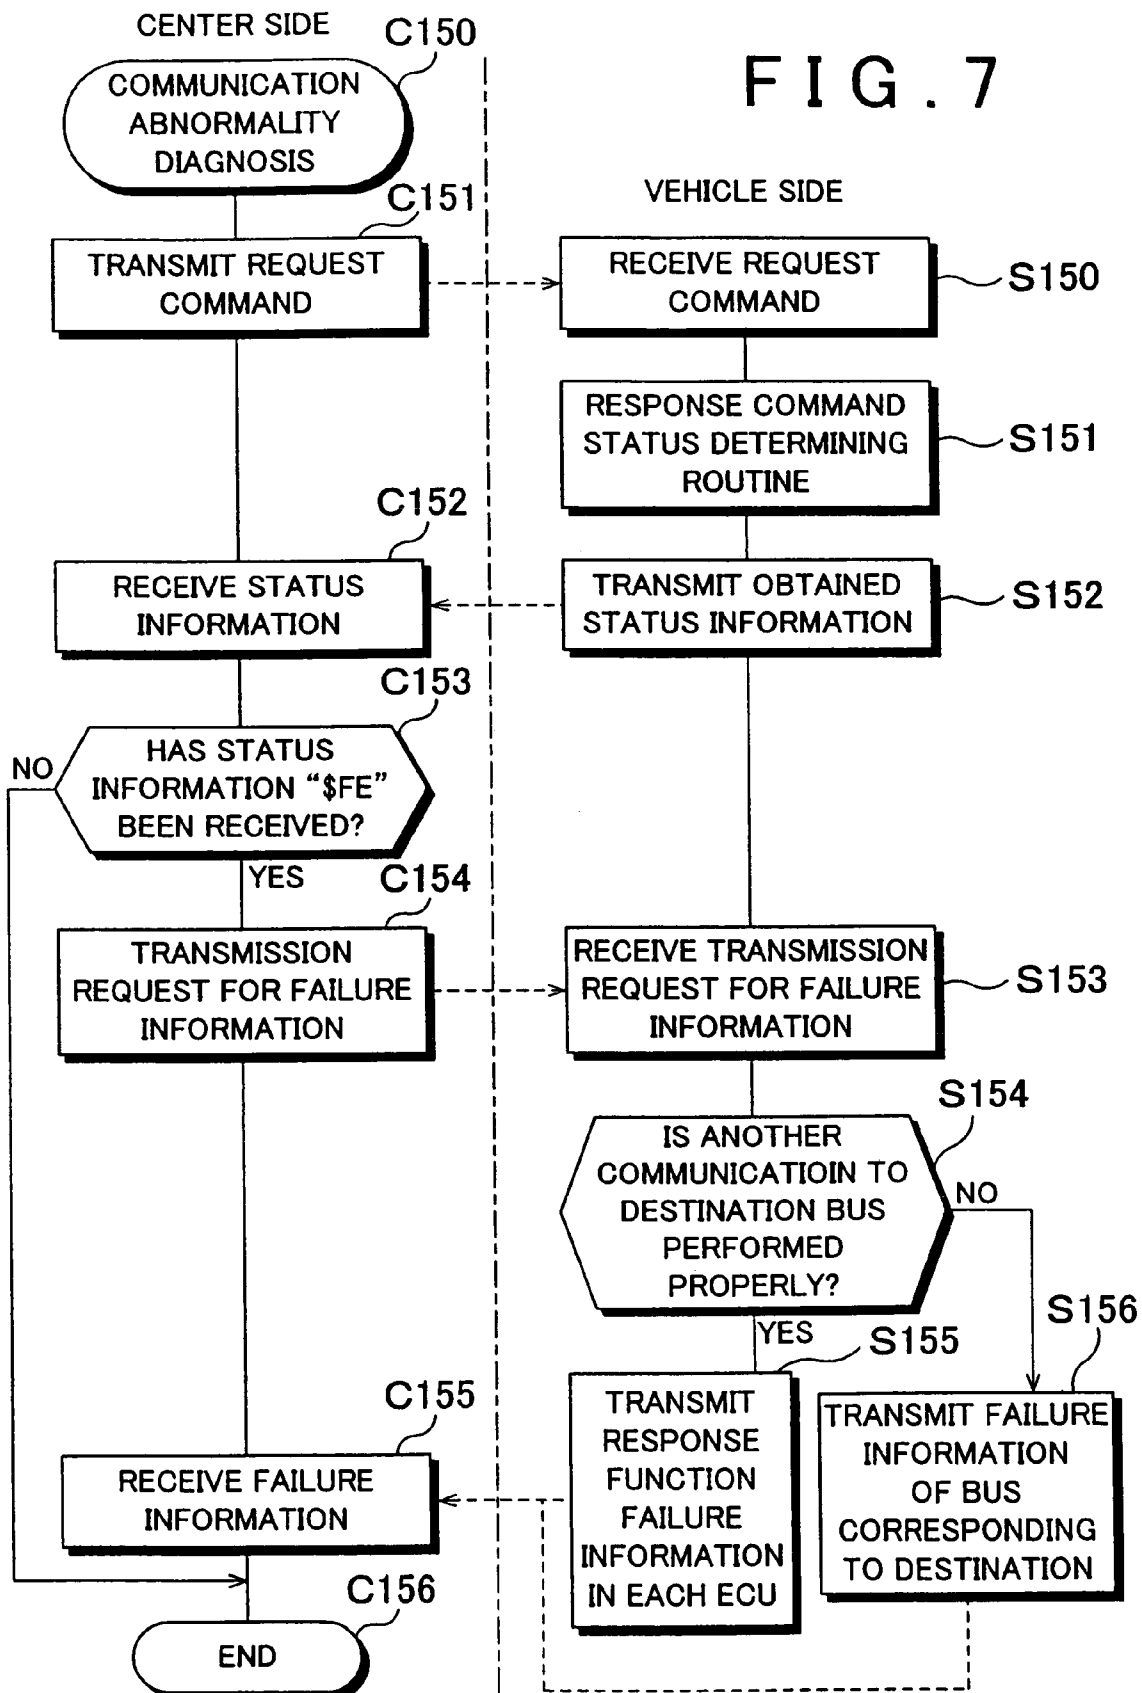 CENTER SIDE
C150
FIG. 7
COMMUNICATION
ABNORMALITY
DIAGNOSIS
VEHICLE SIDE
C151
TRANSMIT REQUEST
COMMAND
RECEIVE REQUEST
COMMAND
S150
RESPONSE COMMAND
STATUS DETERMINING
ROUTINE
S151
C152
RECEIVE STATUS
INFORMATION
TRANSMIT OBTAINED
STATUS INFORMATION
S152
C153
NO
HAS STATUS
INFORMATION “$FE”
BEEN RECEIVED?
YES
C154
TRANSMISSION
REQUEST FOR FAILURE
INFORMATION
RECEIVE TRANSMISSION
REQUEST FOR FAILURE
INFORMATION
S153
S154
IS ANOTHER
COMMUNICATIOIN TO
DESTINATION BUS
PERFORMED
PROPERLY?
NO
YES
S155
S156
TRANSMIT
RESPONSE
FUNCTION
FAILURE
INFORMATION
IN EACH ECU
TRANSMIT FAILURE
INFORMATION
OF BUS
CORRESPONDING
TO DESTINATION
C155
RECEIVE FAILURE
INFORMATION
C156
END